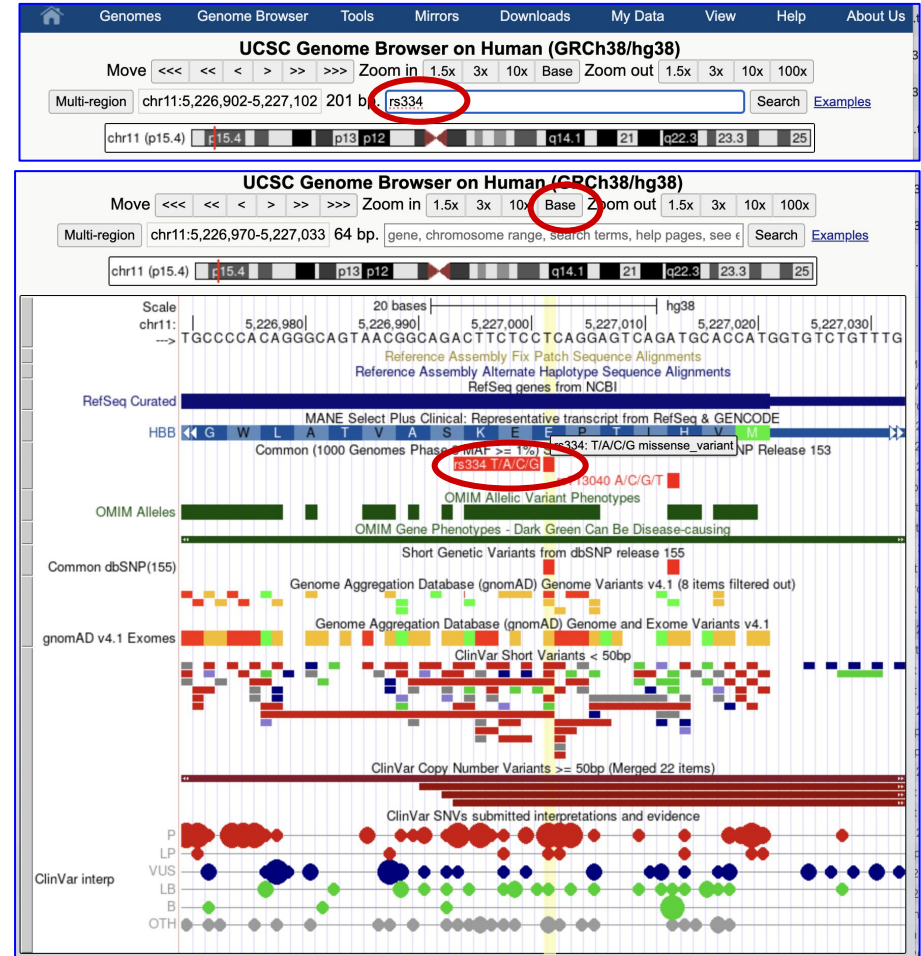 Genomes Genome Browser Tools Mirrors Downloads My Data View Help About Us
UCSC Genome Browser on Human (GRCh38/hg38)
Move <<< << < > >> >>> Zoom in 1.5x 3x 10x Base Zoom out 1.5x 3x 10x 100x
Multi-region chr11:5,226,902-5,227,102 201 bp. rs334 Search Examples
chr11 (p15.4) p15.4 p13 p12 q14.1 21 q22.3 23.3 25
UCSC Genome Browser on Human (GRCh38/hg38)
Move <<< << < > >> >>> Zoom in 1.5x 3x 10x Base Zoom out 1.5x 3x 10x 100x
Multi-region chr11:5,226,970-5,227,033 64 bp. gene, chromosome range, search terms, help pages, see e Search Examples
chr11 (p15.4) p15.4 p13 p12 q14.1 21 q22.3 23.3 25
Scale 20 bases hg38
chr11: 5,226,980 5,226,990 5,227,000 5,227,010 5,227,020 5,227,030
---> TGCCCCACAGGGCAGTAACGGCAGACTTCTCCTCAGGAGTCAGATGCACCATGGTGTCTGTTTG
Reference Assembly Fix Patch Sequence Alignments
Reference Assembly Alternate Haplotype Sequence Alignments
RefSeq genes from NCBI
RefSeq Curated
MANE Select Plus Clinical: Representative transcript from RefSeq & GENCODE
HBB G W L A T V A S K E E P T L H V M
rs334: T/A/C/G missense_variant
Common (1000 Genomes Phase 3 MAF >= 1%) NP Release 153
rs334 T/A/C/G
13040 A/C/G/T
OMIM Allelic Variant Phenotypes
OMIM Alleles
OMIM Gene Phenotypes - Dark Green Can Be Disease-causing
Short Genetic Variants from dbSNP release 155
Common dbSNP(155)
Genome Aggregation Database (gnomAD) Genome Variants v4.1 (8 items filtered out)
Genome Aggregation Database (gnomAD) Genome and Exome Variants v4.1
gnomAD v4.1 Exomes
ClinVar Short Variants < 50bp
ClinVar Copy Number Variants >= 50bp (Merged 22 items)
ClinVar SNVs submitted interpretations and evidence
P
LP
VUS
ClinVar interp
LB
B
OTH